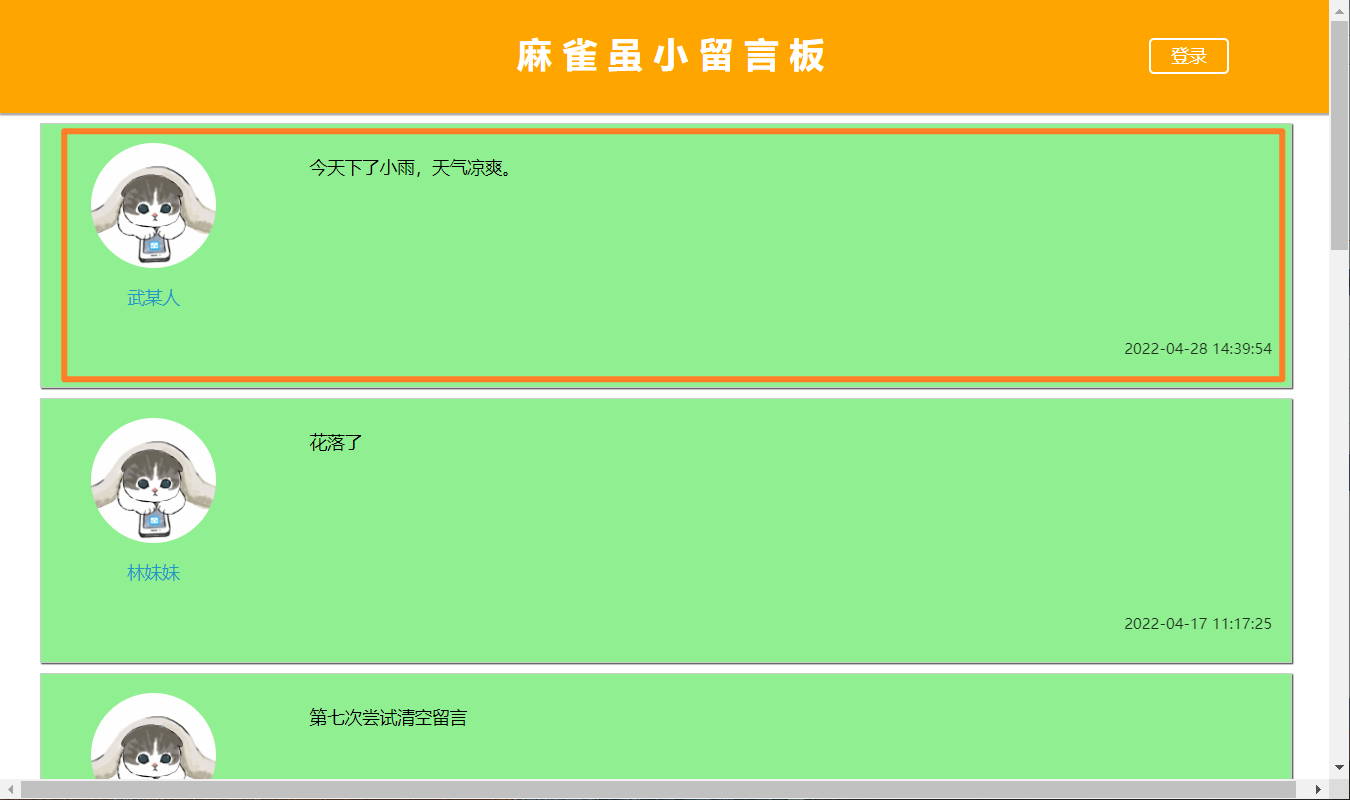 麻雀虽小留言板
登录
今天下了小雨，天气凉爽。
武某人
2022-04-28 14:39:54
花落了
林妹妹
2022-04-17 11:17:25
第七次尝试清空留言